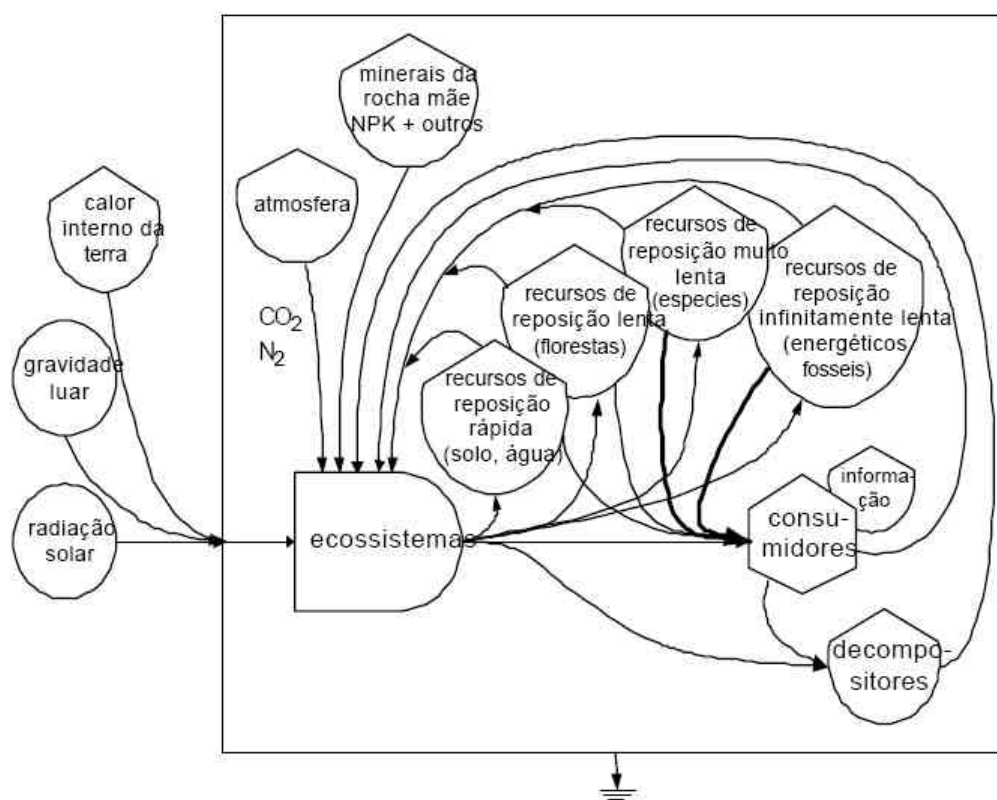 minerais da
rocha mãe
NPK + outros
atmosfera
calor
interno da
terra
CO2
N2
gravidade
luar
radiação
solar
ecossistemas
recursos de
reposição
rápida
(solo, água)
recursos de
reposição lenta
(florestas)
recursos de
reposição muito
lenta
(especies)
recursos de
reposição
infinitamente lenta
(energéticos
fosseis)
informa-
ção
consu-
midores
decompo-
sitores